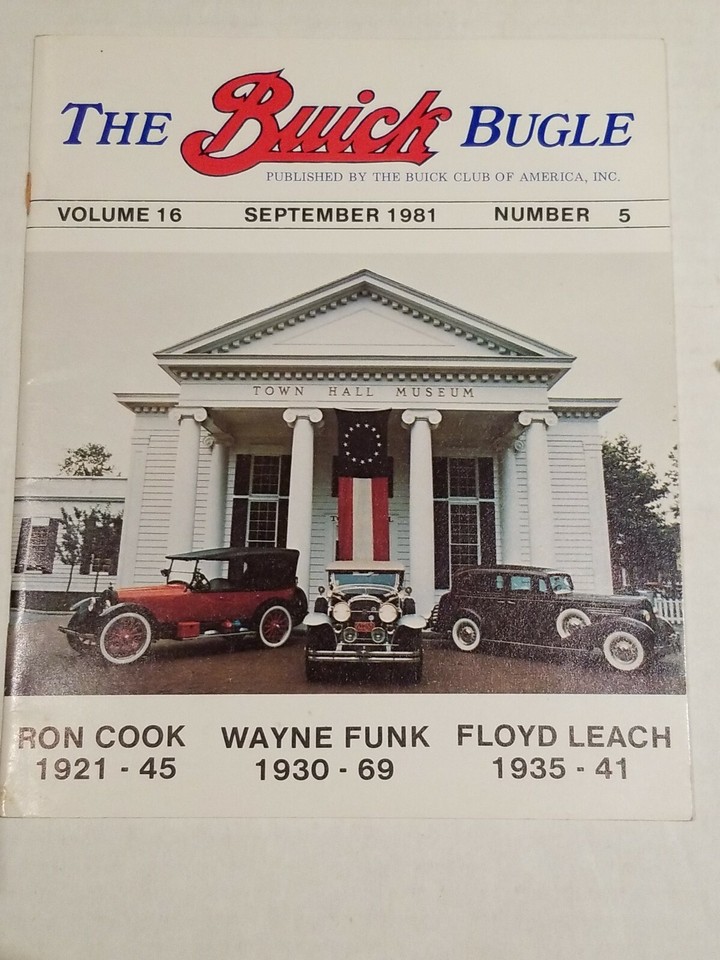 THE Buick BUGLE
PUBLISHED BY THE BUICK CLUB OF AMERICA, INC.
VOLUME 16 SEPTEMBER 1981 NUMBER 5
TOWN HALL MUSEUM
RON COOK WAYNE FUNK FLOYD LEACH
1921 - 45 1930 - 69 1935 - 41